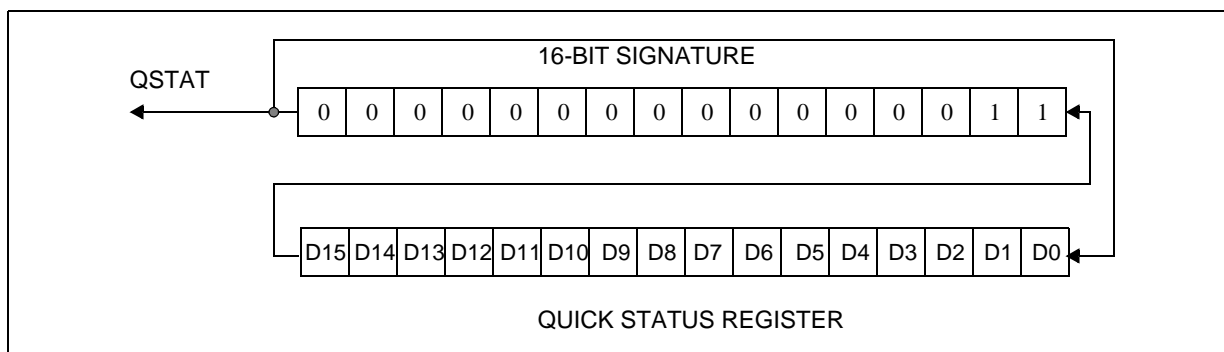 16-BIT SIGNATURE
QSTAT
0 0 0 0 0 0 0 0 0 0 0 0 0 0 1 1
D15 D14 D13 D12 D11 D10 D9 D8 D7 D6 D5 D4 D3 D2 D1 D0
QUICK STATUS REGISTER